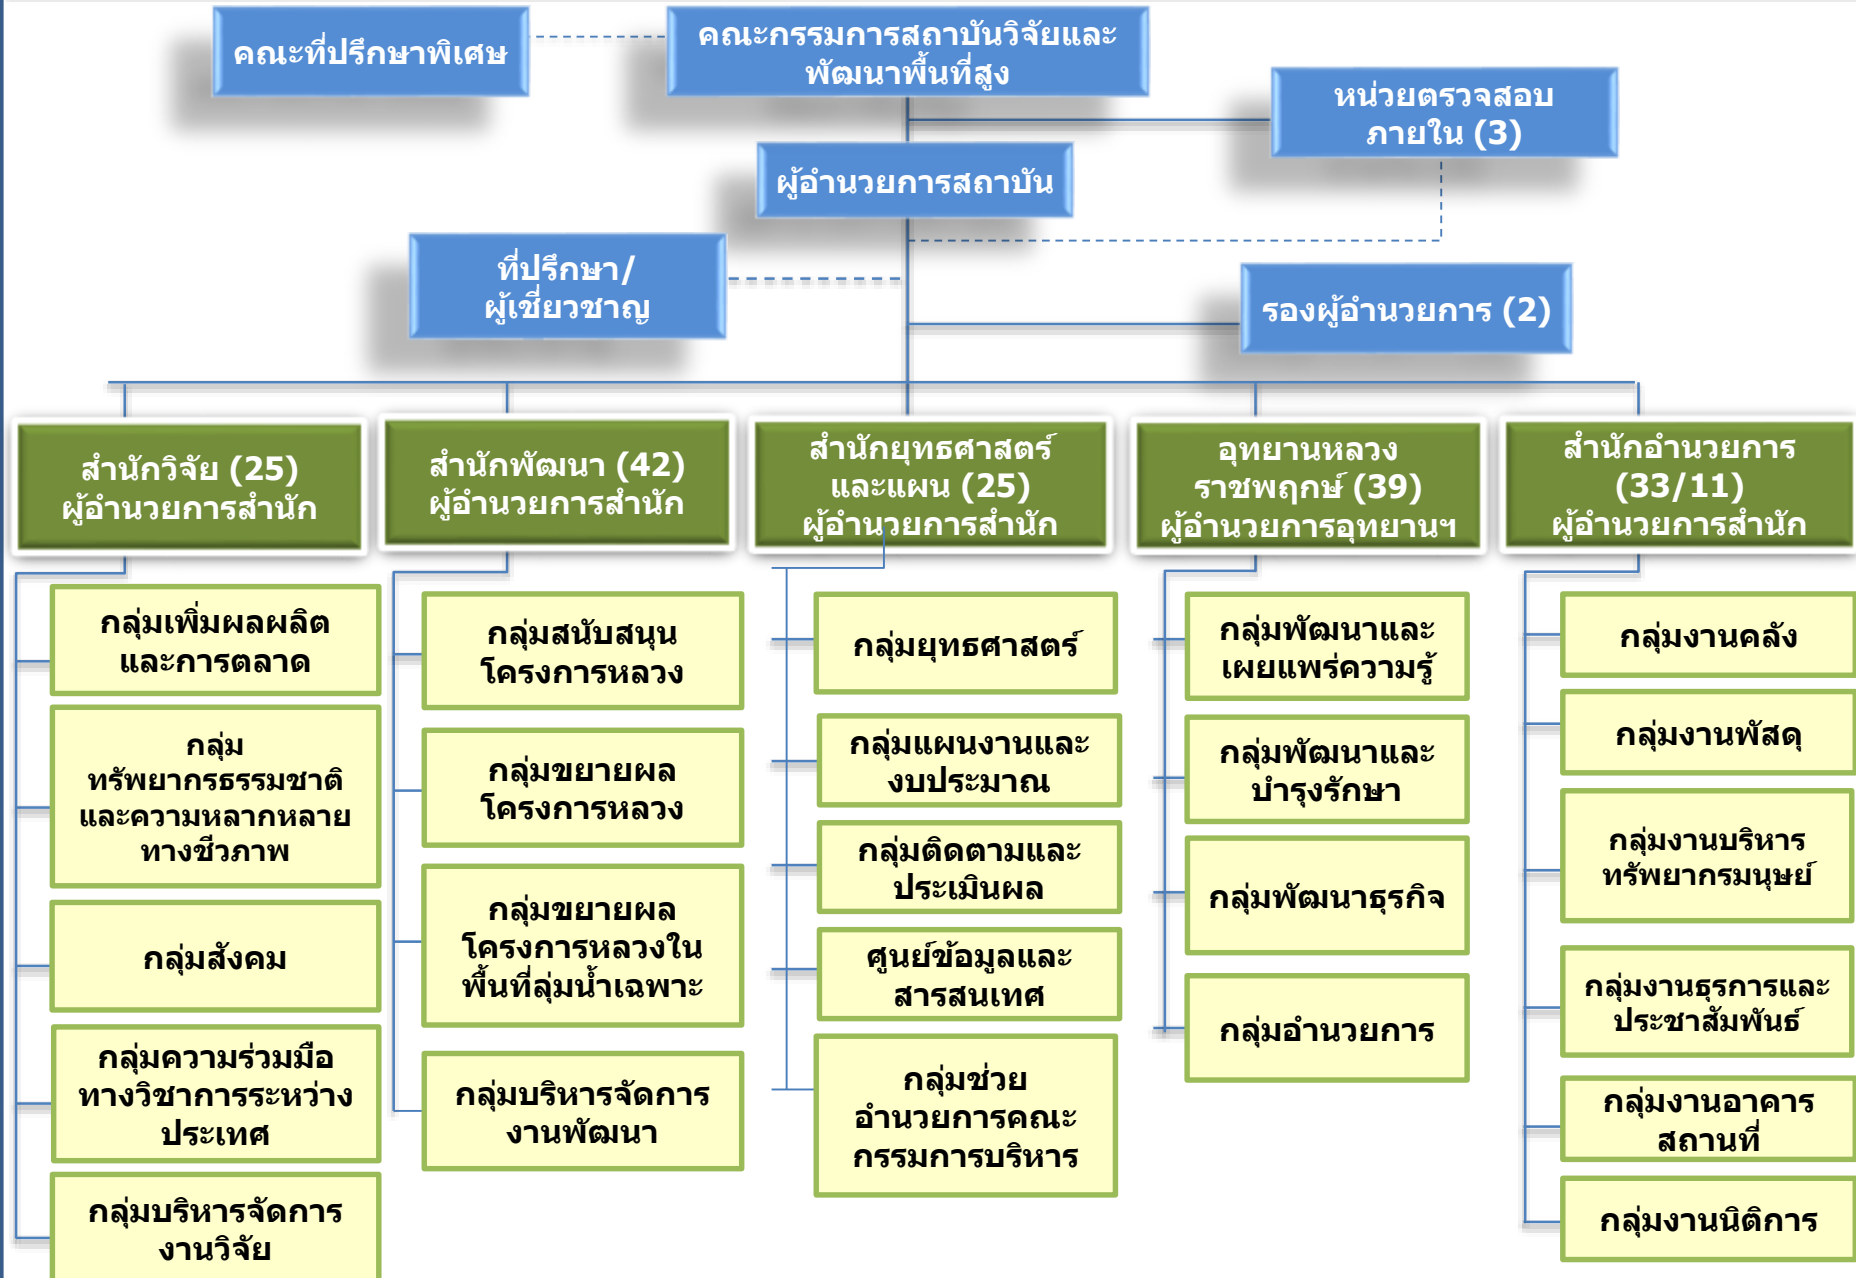 คณะที่ปรึกษาพิเศษ
คณะกรรมการสถาบันวิจัยและ
พัฒนาพื้นที่สูง
หน่วยตรวจสอบ
ภายใน (3)
ผู้อำนวยการสถาบัน
ที่ปรึกษา/
ผู้เชี่ยวชาญ
รองผู้อำนวยการ (2)
สำนักวิจัย (25)
ผู้อำนวยการสำนัก
สำนักพัฒนา (42)
ผู้อำนวยการสำนัก
สำนักยุทธศาสตร์
และแผน (25)
ผู้อำนวยการสำนัก
อุทยานหลวง
ราชพฤกษ์ (39)
ผู้อำนวยการอุทยานฯ
สำนักอำนวยการ
(33/11)
ผู้อำนวยการสำนัก
กลุ่มเพิ่มผลผลิต
และการตลาด
กลุ่ม
ทรัพยากรธรรมชาติ
และความหลากหลาย
ทางชีวภาพ
กลุ่มสังคม
กลุ่มความร่วมมือ
ทางวิชาการระหว่าง
ประเทศ
กลุ่มบริหารจัดการ
งานวิจัย
กลุ่มสนับสนุน
โครงการหลวง
กลุ่มขยายผล
โครงการหลวง
กลุ่มขยายผล
โครงการหลวงใน
พื้นที่ลุ่มน้ำเฉพาะ
กลุ่มบริหารจัดการ
งานพัฒนา
กลุ่มยุทธศาสตร์
กลุ่มแผนงานและ
งบประมาณ
กลุ่มติดตามและ
ประเมินผล
ศูนย์ข้อมูลและ
สารสนเทศ
กลุ่มช่วย
อำนวยการคณะ
กรรมการบริหาร
กลุ่มพัฒนาและ
เผยแพร่ความรู้
กลุ่มพัฒนาและ
บำรุงรักษา
กลุ่มพัฒนาธุรกิจ
กลุ่มอำนวยการ
กลุ่มงานคลัง
กลุ่มงานพัสดุ
กลุ่มงานบริหาร
ทรัพยากรมนุษย์
กลุ่มงานธุรการและ
ประชาสัมพันธ์
กลุ่มงานอาคาร
สถานที่
กลุ่มงานนิติการ